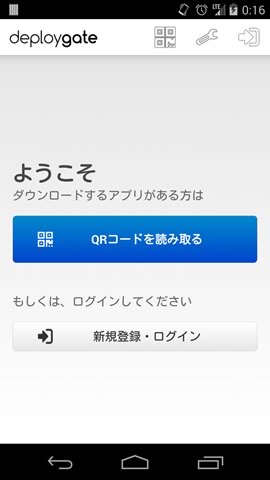 LTE 0:16
deploygate
ようこそ
ダウンロードするアプリがある方は
QRコードを読み取る
もしくは、ログインしてください
新規登録・ログイン